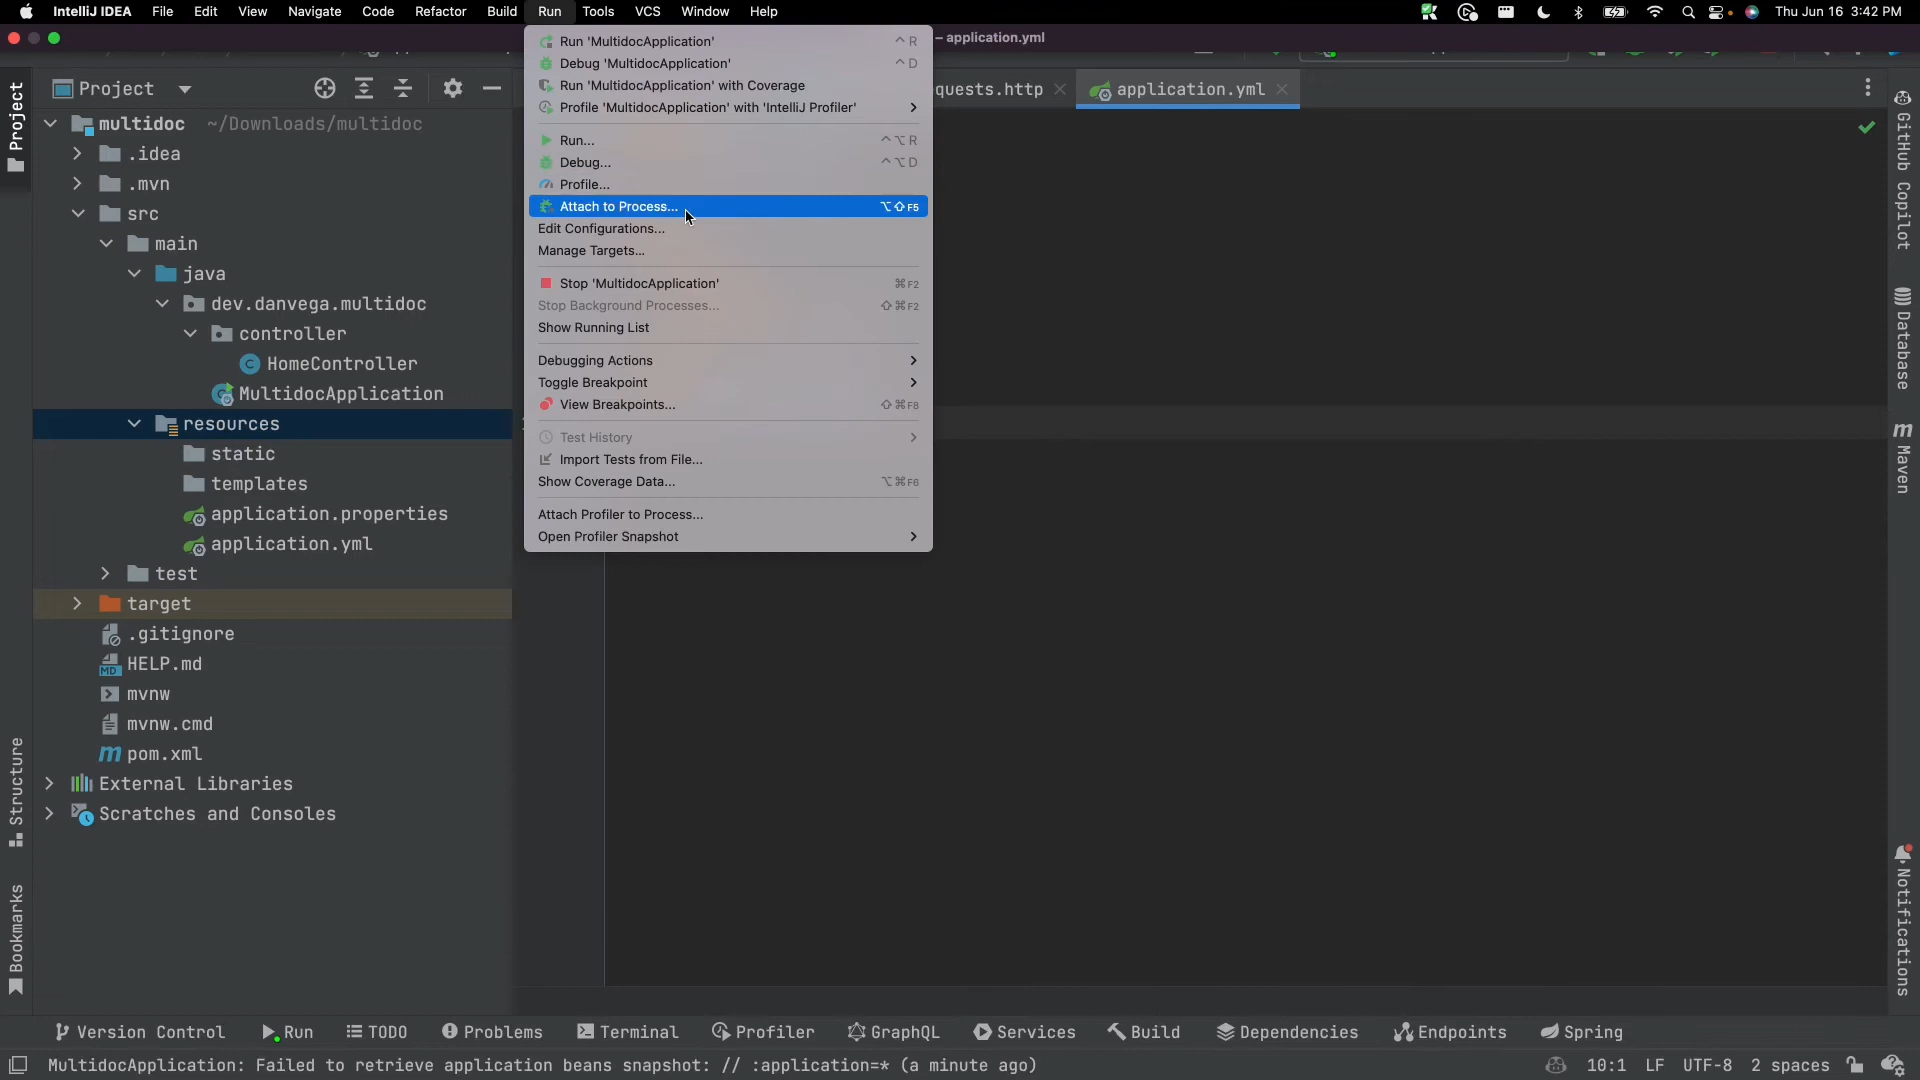 IntelliJ IDEA File Edit View Navigate Code Refactor Build Run Tools VCS Window Help Thu Jun 16 3:42 PM
– application.yml
Project
quests.http application.yml
Run 'MultidocApplication' ⌃ R
Debug 'MultidocApplication' ⌃ D
Run 'MultidocApplication' with Coverage
Profile 'MultidocApplication' with 'IntelliJ Profiler'
Run... ⌃⌥ R
Debug... ⌃⌥ D
Profile...
Attach to Process... ⌥⇧F5
Edit Configurations...
Manage Targets...
Stop 'MultidocApplication' ⌘F2
Stop Background Processes... ⇧⌘F2
Show Running List
Debugging Actions
Toggle Breakpoint
View Breakpoints... ⇧⌘F8
Test History
Import Tests from File...
Show Coverage Data... ⌥⌘F6
Attach Profiler to Process...
Open Profiler Snapshot
multidoc ~/Downloads/multidoc
.idea
.mvn
src
main
java
dev.danvega.multidoc
controller
HomeController
MultidocApplication
resources
static
templates
application.properties
application.yml
test
target
.gitignore
HELP.md
mvnw
mvnw.cmd
pom.xml
External Libraries
Scratches and Consoles
Project
Structure
Bookmarks
GitHub Copilot
Database
Maven
Notifications
Version Control Run TODO Problems Terminal Profiler GraphQL Services Build Dependencies Endpoints Spring
MultidocApplication: Failed to retrieve application beans snapshot: // :application=* (a minute ago) 10:1 LF UTF-8 2 spaces